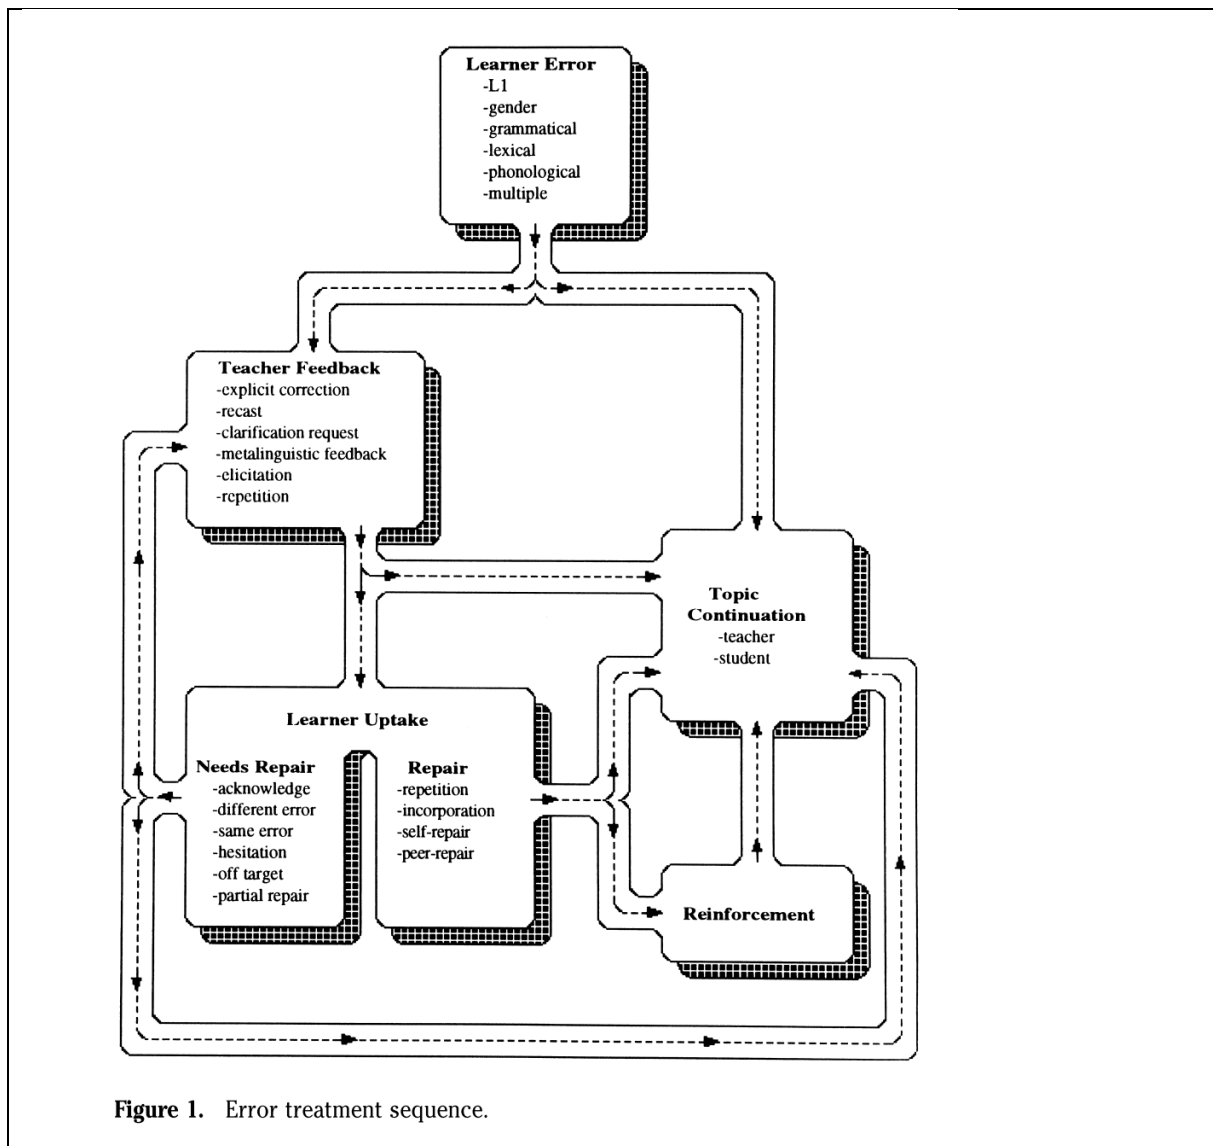 Learner Error
-L1
-gender
-grammatical
-lexical
-phonological
-multiple
Teacher Feedback
-explicit correction
-recast
-clarification request
-metalinguistic feedback
-elicitation
-repetition
Topic
Continuation
-teacher
-student
Learner Uptake
Needs Repair
-acknowledge
-different error
-same error
-hesitation
-off target
-partial repair
Repair
-repetition
-incorporation
-self-repair
-peer-repair
Reinforcement
Figure 1. Error treatment sequence.